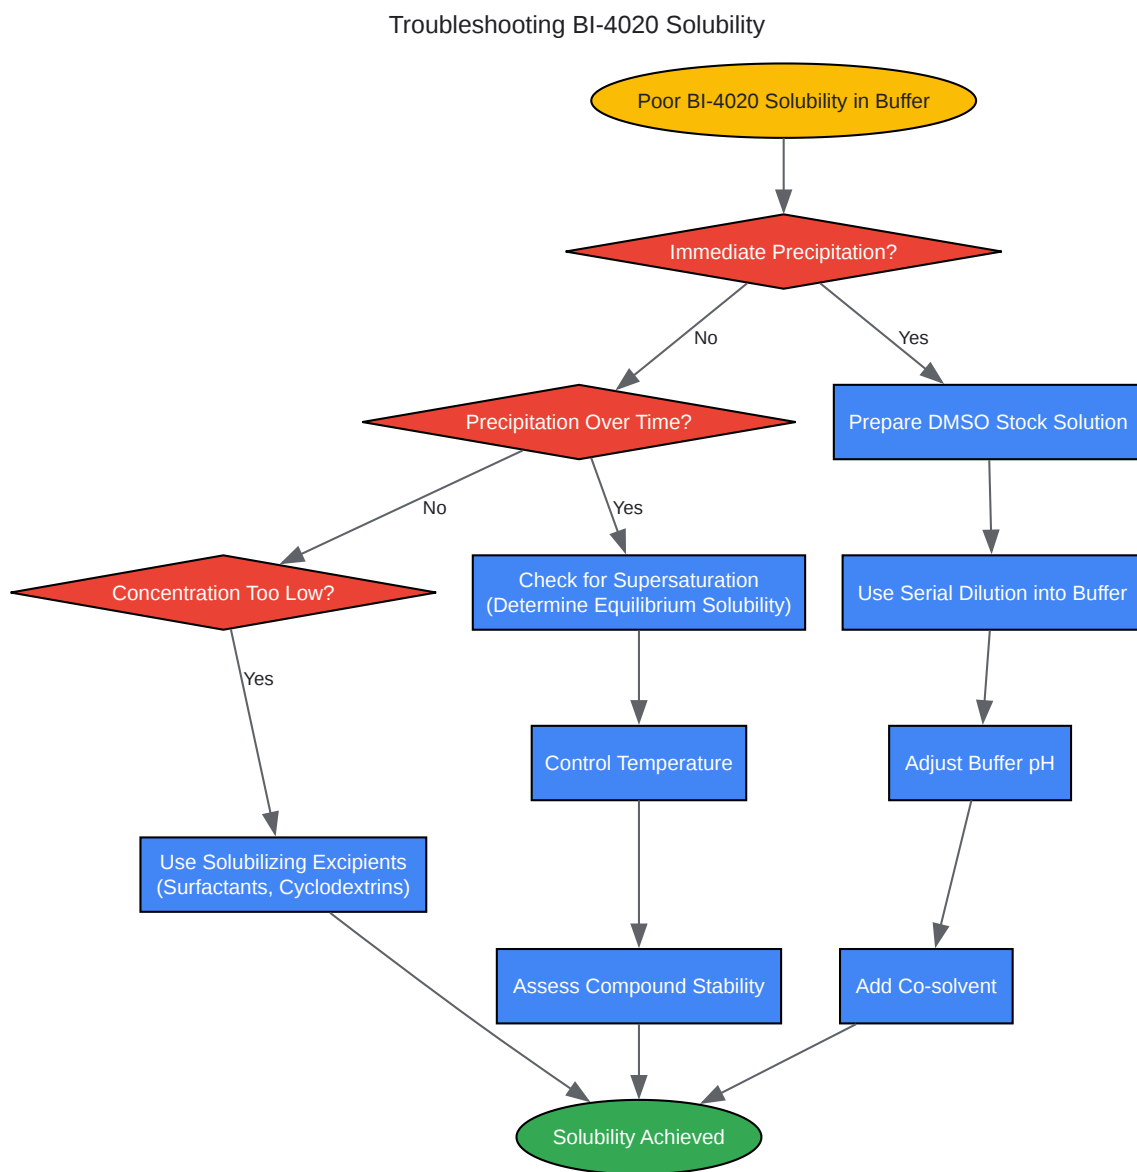 Troubleshooting BI-4020 Solubility
Poor BI-4020 Solubility in Buffer
Immediate Precipitation?
No
Yes
Precipitation Over Time?
Prepare DMSO Stock Solution
No
Yes
Concentration Too Low?
Check for Supersaturation
(Determine Equilibrium Solubility)
Use Serial Dilution into Buffer
Yes
Control Temperature
Adjust Buffer pH
Use Solubilizing Excipients
(Surfactants, Cyclodextrins)
Assess Compound Stability
Add Co-solvent
Solubility Achieved